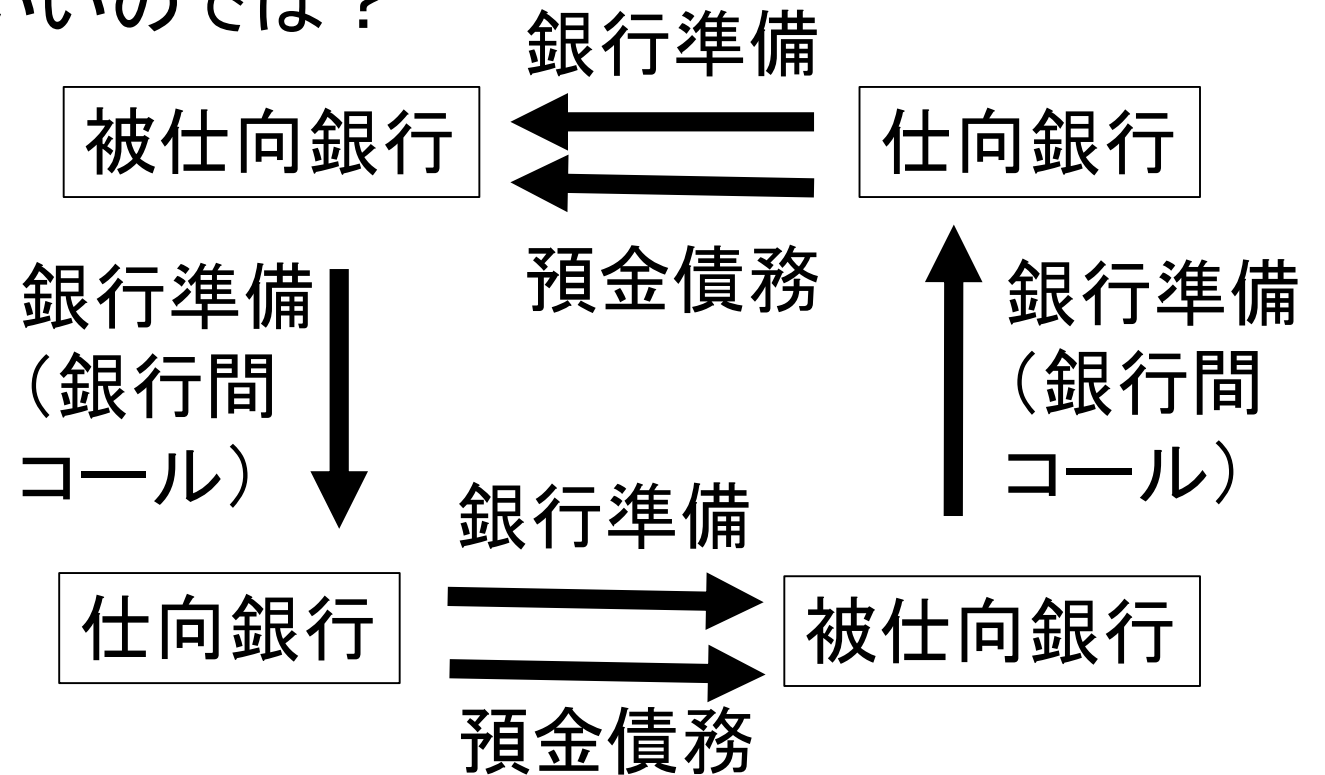 いいのでは？
銀行準備
被仕向銀行
仕向銀行
預金債務
銀行準備
（銀行間
コール）
銀行準備
（銀行間
コール）
銀行準備
仕向銀行
被仕向銀行
預金債務